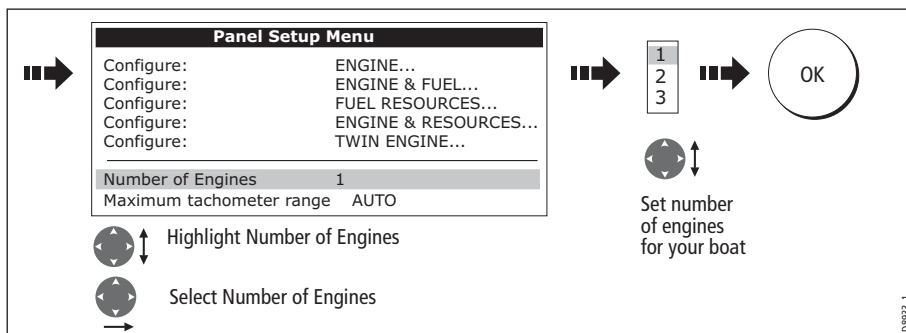 Panel Setup Menu
Configure: ENGINE...
Configure: ENGINE & FUEL...
Configure: FUEL RESOURCES...
Configure: ENGINE & RESOURCES...
Configure: TWIN ENGINE...
Number of Engines 1
Maximum tachometer range AUTO
Highlight Number of Engines
Select Number of Engines
1
2
3
OK
Set number
of engines
for your boat
D8933_1